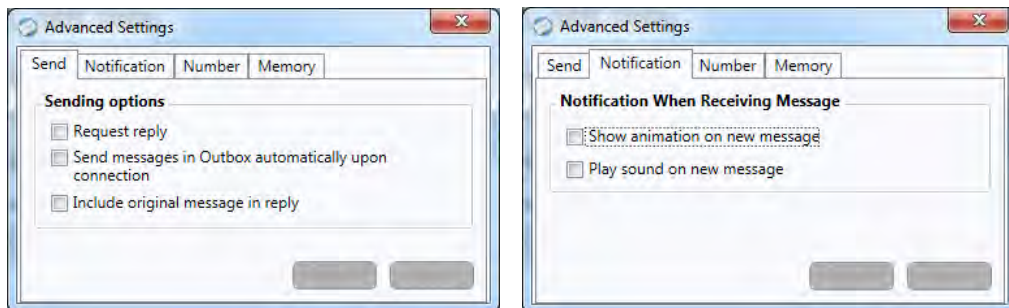 Advanced Settings
Send Notification Number Memory
Sending options
Request reply
Send messages in Outbox automatically upon
connection
Include original message in reply
Advanced Settings
Send Notification Number Memory
Notification When Receiving Message
Show animation on new message
Play sound on new message